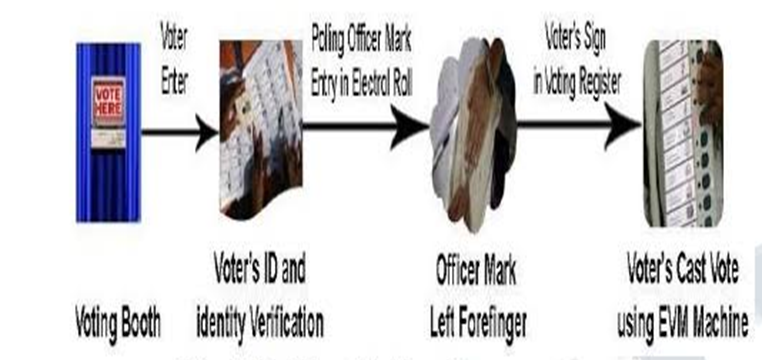 Voter
Enter
Poling Officer Mark
Entry in Electrol Roll
Voter's Sign
in Voting Register
VOTE
HERE
Voter's ID and
identity Verification
Officer Mark
Left Forefinger
Voter's Cast Vote
using EVM Machine
Voting Booth